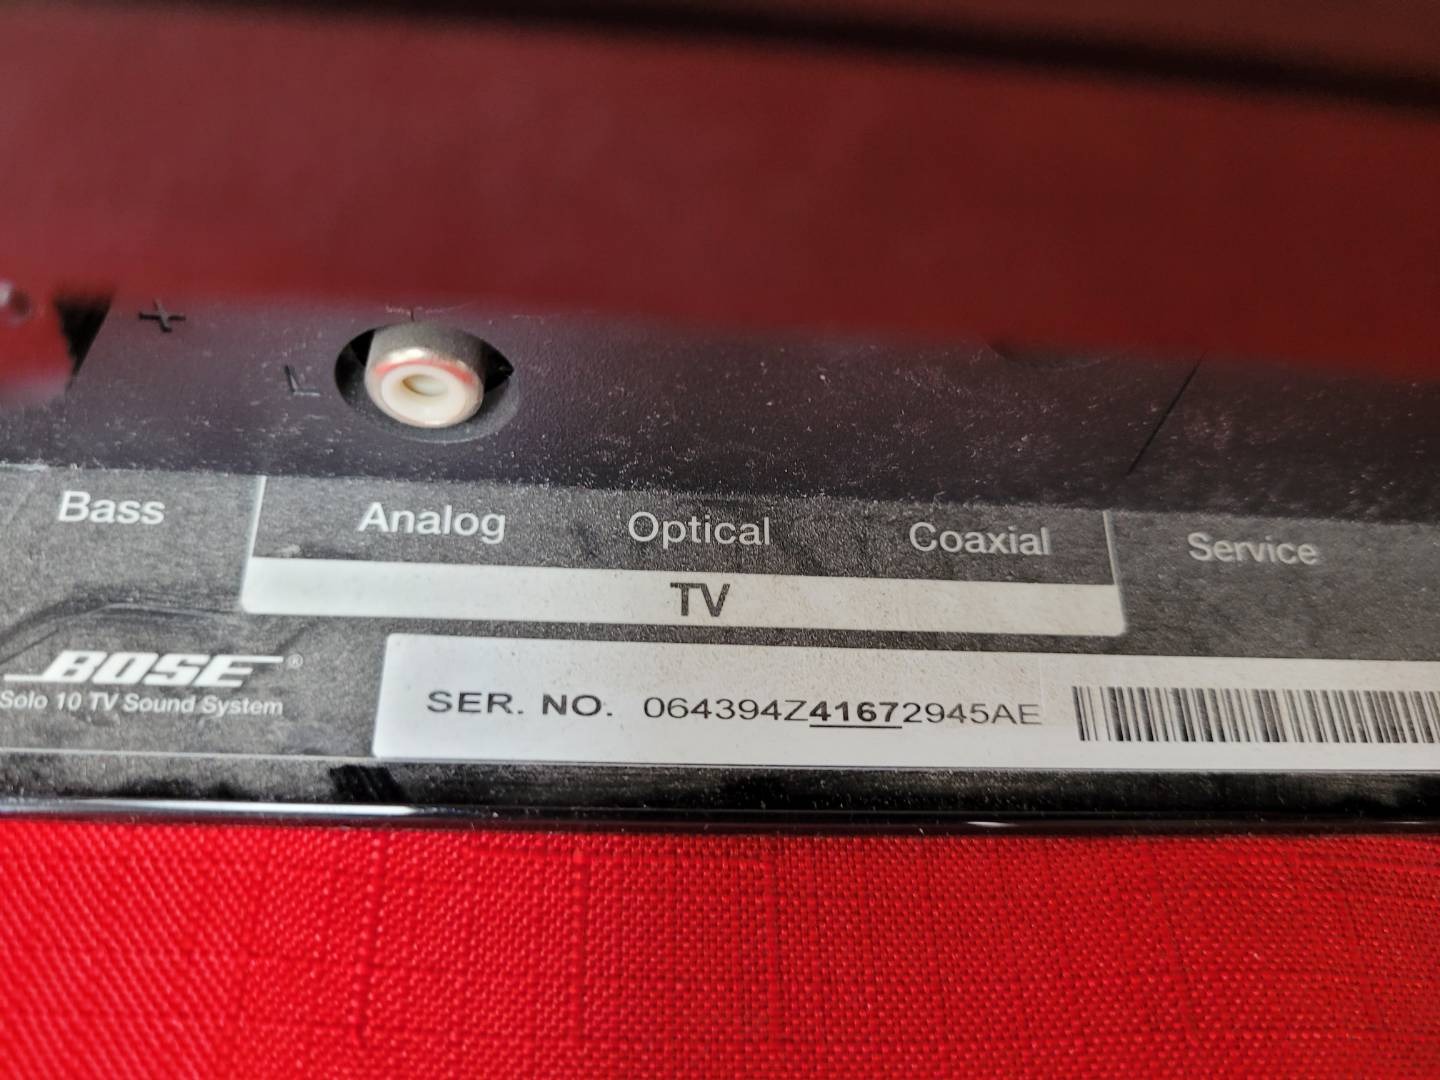 +
L
Bass
Analog
Optical
Coaxial
Service
TV
BOSE®
Solo 10 TV Sound System
SER. NO. 064394Z41672945AE